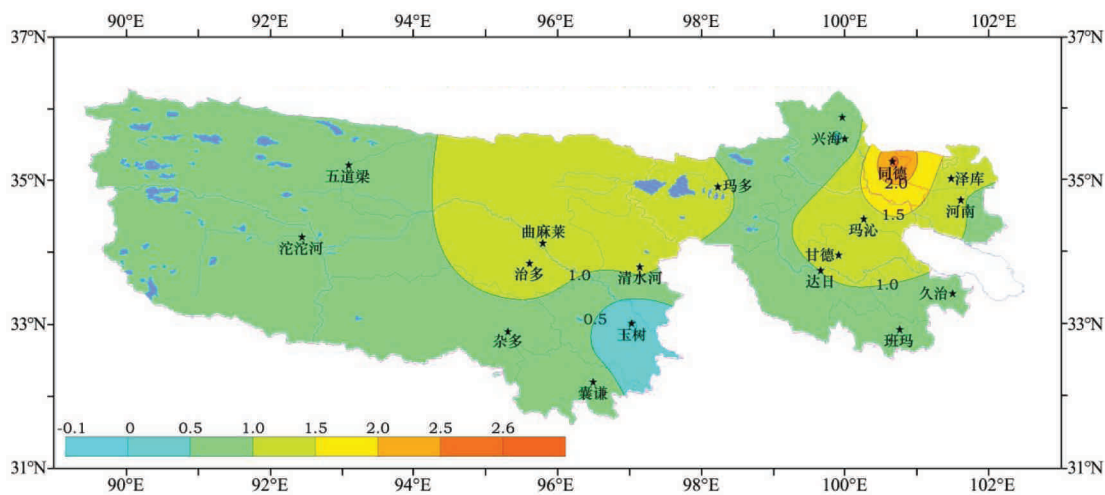 90°E 92°E 94°E 96°E 98°E 100°E 102°E
37°N 37°N
兴海
同德
2.0
泽库
35°N 35°N
五道梁
玛多
河南
1.5
玛沁
曲麻莱
沱沱河
甘德
治多
1.0
清水河
达日
1.0
久治
33°N 33°N
0.5
玉树
杂多
班玛
囊谦
-0.1 0 0.5 1.0 1.5 2.0 2.5 2.6
31°N 31°N
90°E 92°E 94°E 96°E 98°E 100°E 102°E